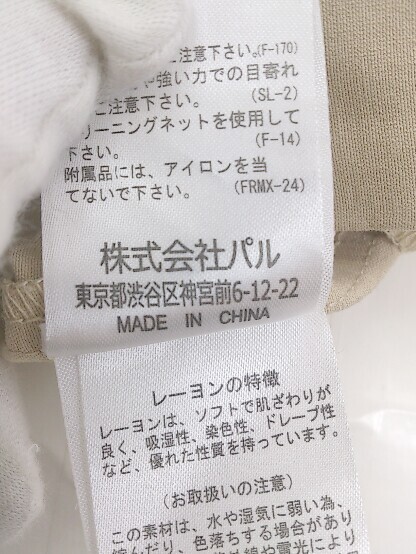 ご注意下さい。(F-170)
や強い力での目寄れ
ご注意下さい。 (SL-2)
リーニングネットを使用して
下さい。 (F-14)
附属品には、アイロンを当
てないで下さい。 (FRMX-24)
株式会社パル
東京都渋谷区神宮前6-12-22
MADE IN CHINA
レーヨンの特徴
レーヨンは、ソフトで肌ざわりが
良く、吸湿性、染色性、ドレープ性
など、優れた性質を持っています。
(お取扱いの注意)
この素材は、水や湿気に弱い為、
縮んだり、色落ちする場合があり